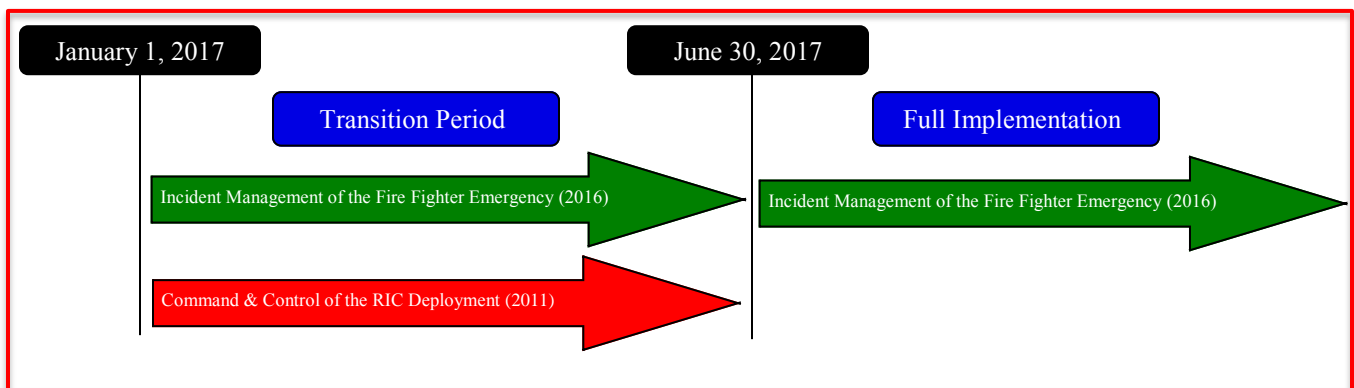 January 1, 2017
June 30, 2017
Transition Period
Full Implementation
Incident Management of the Fire Fighter Emergency (2016)
Incident Management of the Fire Fighter Emergency (2016)
Command & Control of the RIC Deployment (2011)